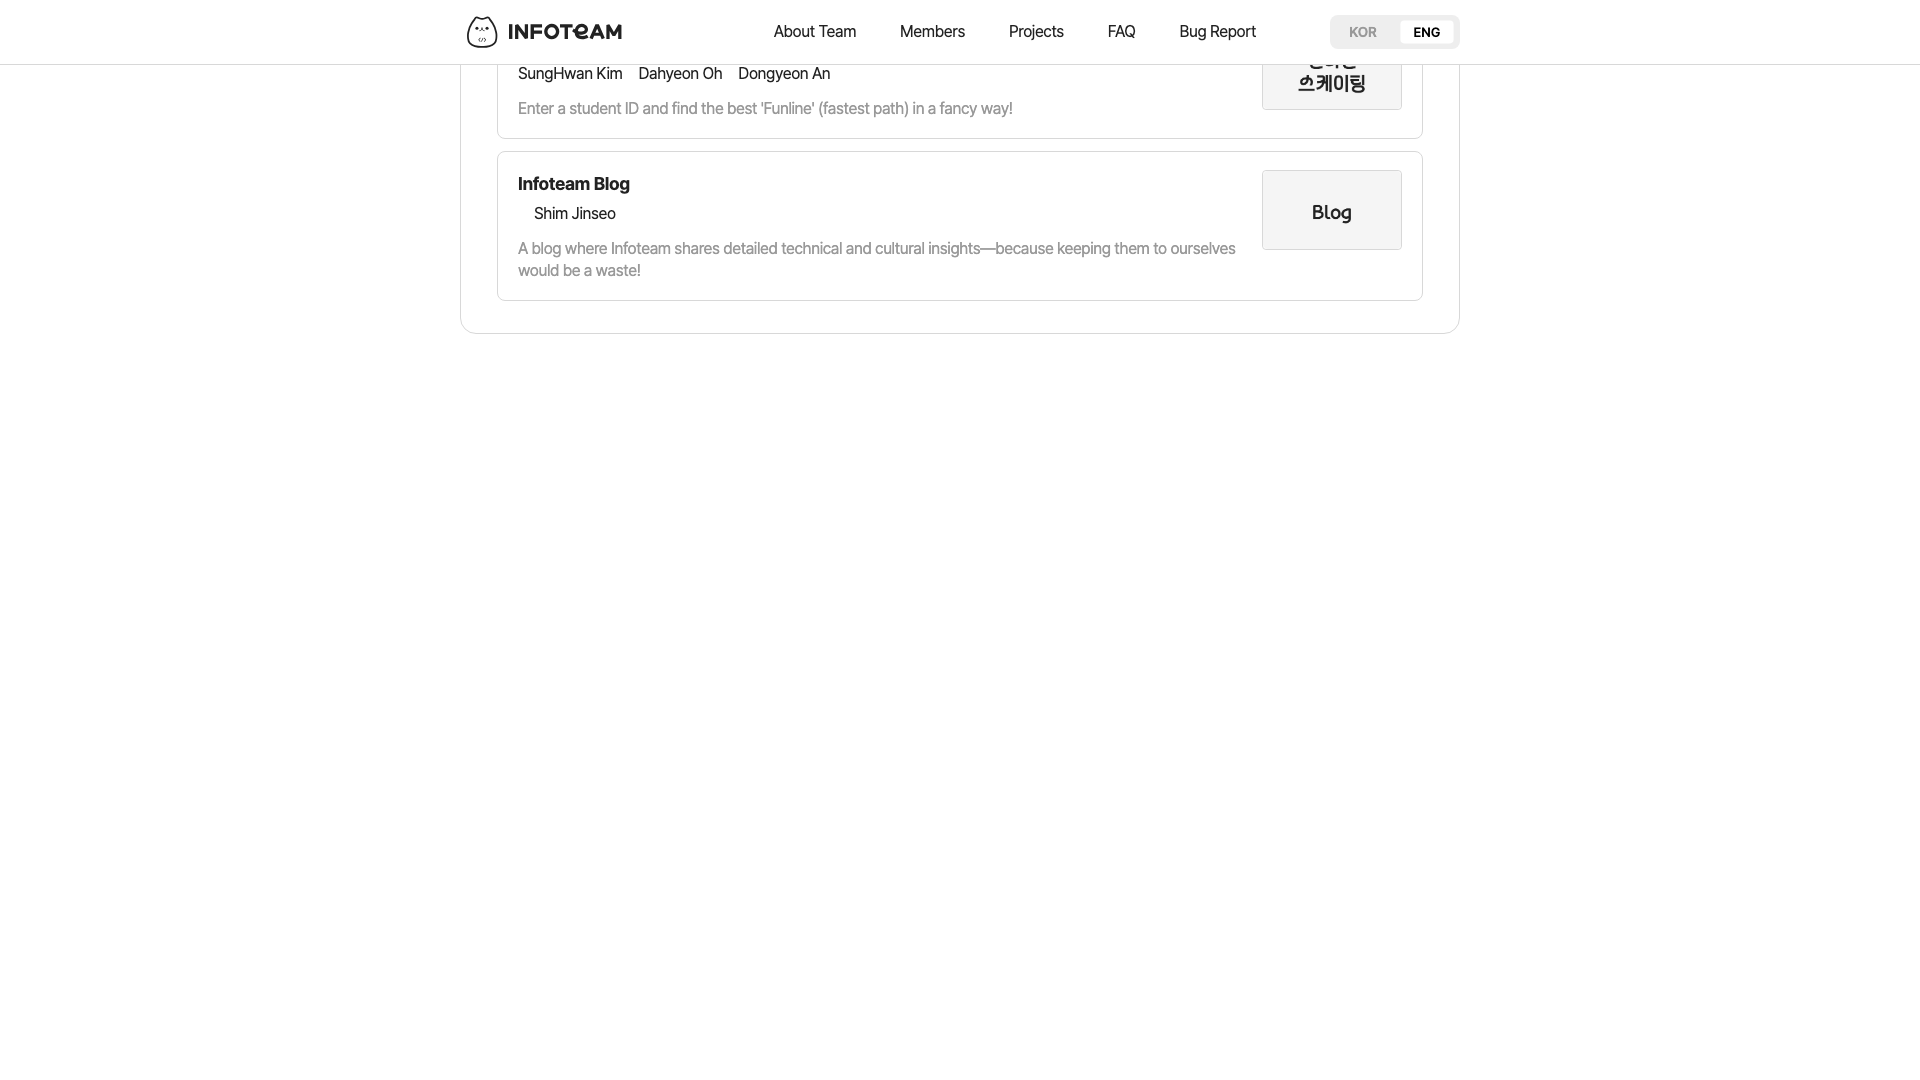 INFOTEAM
About Team
Members
Projects
FAQ
Bug Report
KOR
ENG
SungHwan Kim Dahyeon Oh Dongyeon An
스케이팅
Enter a student ID and find the best 'Funline' (fastest path) in a fancy way!
Infoteam Blog
Shim Jinseo
Blog
A blog where Infoteam shares detailed technical and cultural insights—because keeping them to ourselves
would be a waste!